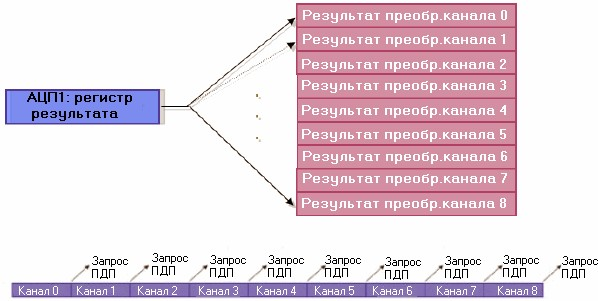 Результат преобр.канала 0
Результат преобр.канала 1
Результат преобр.канала 2
Результат преобр.канала 3
Результат преобр.канала 4
Результат преобр.канала 5
Результат преобр.канала 6
Результат преобр.канала 7
Результат преобр.канала 8
АЦП1: регистр
результата
Запрос
ПДП
Запрос
ПДП
Запрос
ПДП
Запрос
ПДП
Запрос
ПДП
Запрос
ПДП
Запрос
ПДП
Запрос
ПДП
Запрос
ПДП
Канал 0
Канал 1
Канал 2
Канал 3
Канал 4
Канал 5
Канал 6
Канал 7
Канал 8